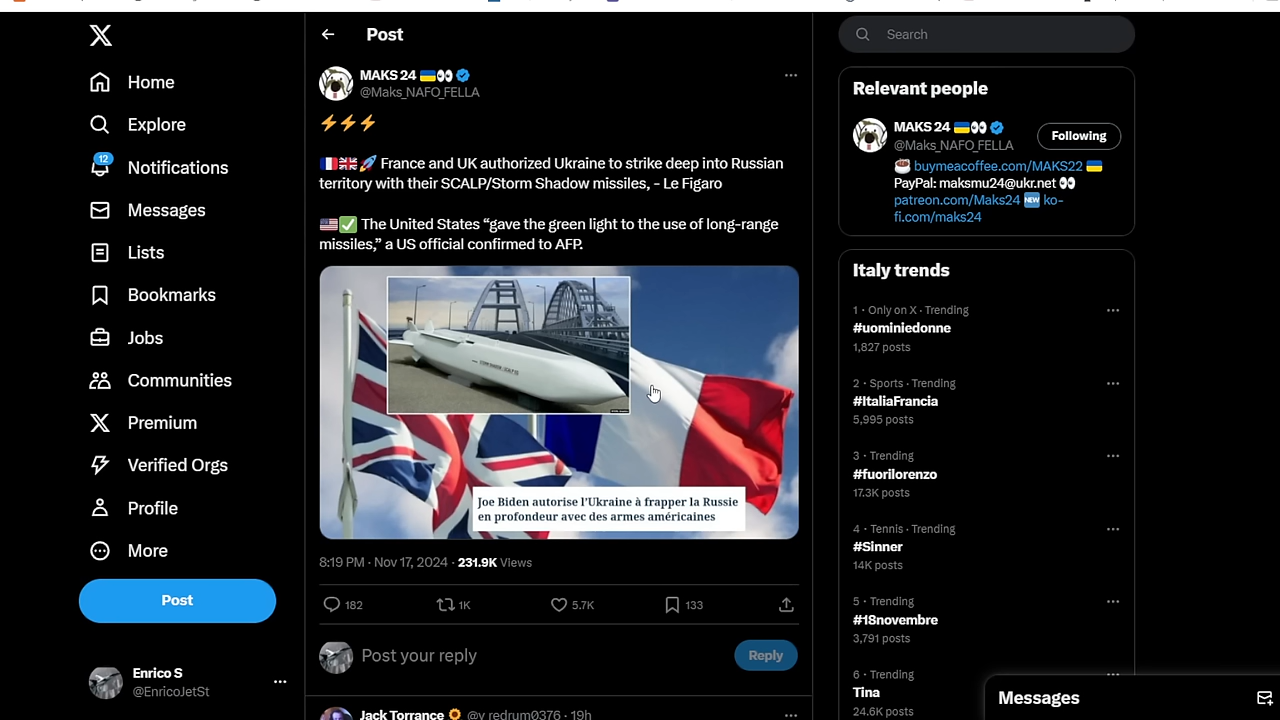 Post
Search
Home
Explore
12
Notifications
Messages
Lists
Bookmarks
Jobs
Communities
Premium
Verified Orgs
Profile
More
Post
Enrico S
@EnricoJetSt
MAKS 24 🇺🇦👀
@Maks_NAFO_FELLA
⚡⚡⚡
🇫🇷🇬🇧🚀 France and UK authorized Ukraine to strike deep into Russian
territory with their SCALP/Storm Shadow missiles, - Le Figaro
🇺🇸✅ The United States “gave the green light to the use of long-range
missiles,” a US official confirmed to AFP.
Joe Biden autorise l'Ukraine à frapper la Russie
en profondeur avec des armes américaines
8:19 PM · Nov 17, 2024 · 231.9K Views
182 1K 5.7K 133
Post your reply
Reply
Jack Torrance 🌻 @v_redrum0376 · 19h
Relevant people
MAKS 24 🇺🇦👀
@Maks_NAFO_FELLA
Following
☕ buymeacoffee.com/MAKS22 🇺🇦
PayPal: maksmu24@ukr.net 👀
patreon.com/Maks24 🆕 ko-
fi.com/maks24
Italy trends
1 · Only on X · Trending
#uominiedonne
1,827 posts
2 · Sports · Trending
#ItaliaFrancia
5,995 posts
3 · Trending
#fuorilorenzo
17.3K posts
4 · Tennis · Trending
#Sinner
14K posts
5 · Trending
#18novembre
3,791 posts
6 · Trending
Tina
24.6K posts
Messages